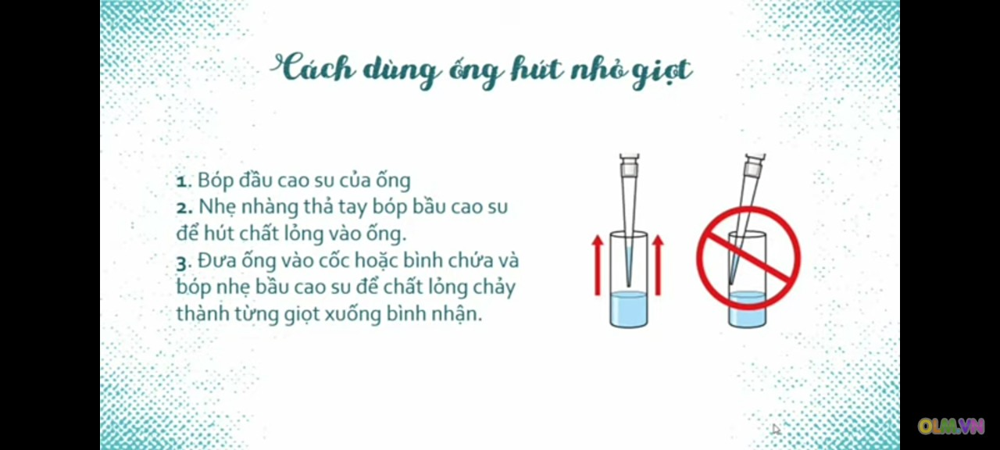 Cách dùng ống hút nhỏ giọt
1. Bóp đầu cao su của ống
2. Nhẹ nhàng thả tay bóp bầu cao su
để hút chất lỏng vào ống.
3. Đưa ống vào cốc hoặc bình chứa và
bóp nhẹ bầu cao su để chất lỏng chảy
thành từng giọt xuống bình nhận.
OLM.VN